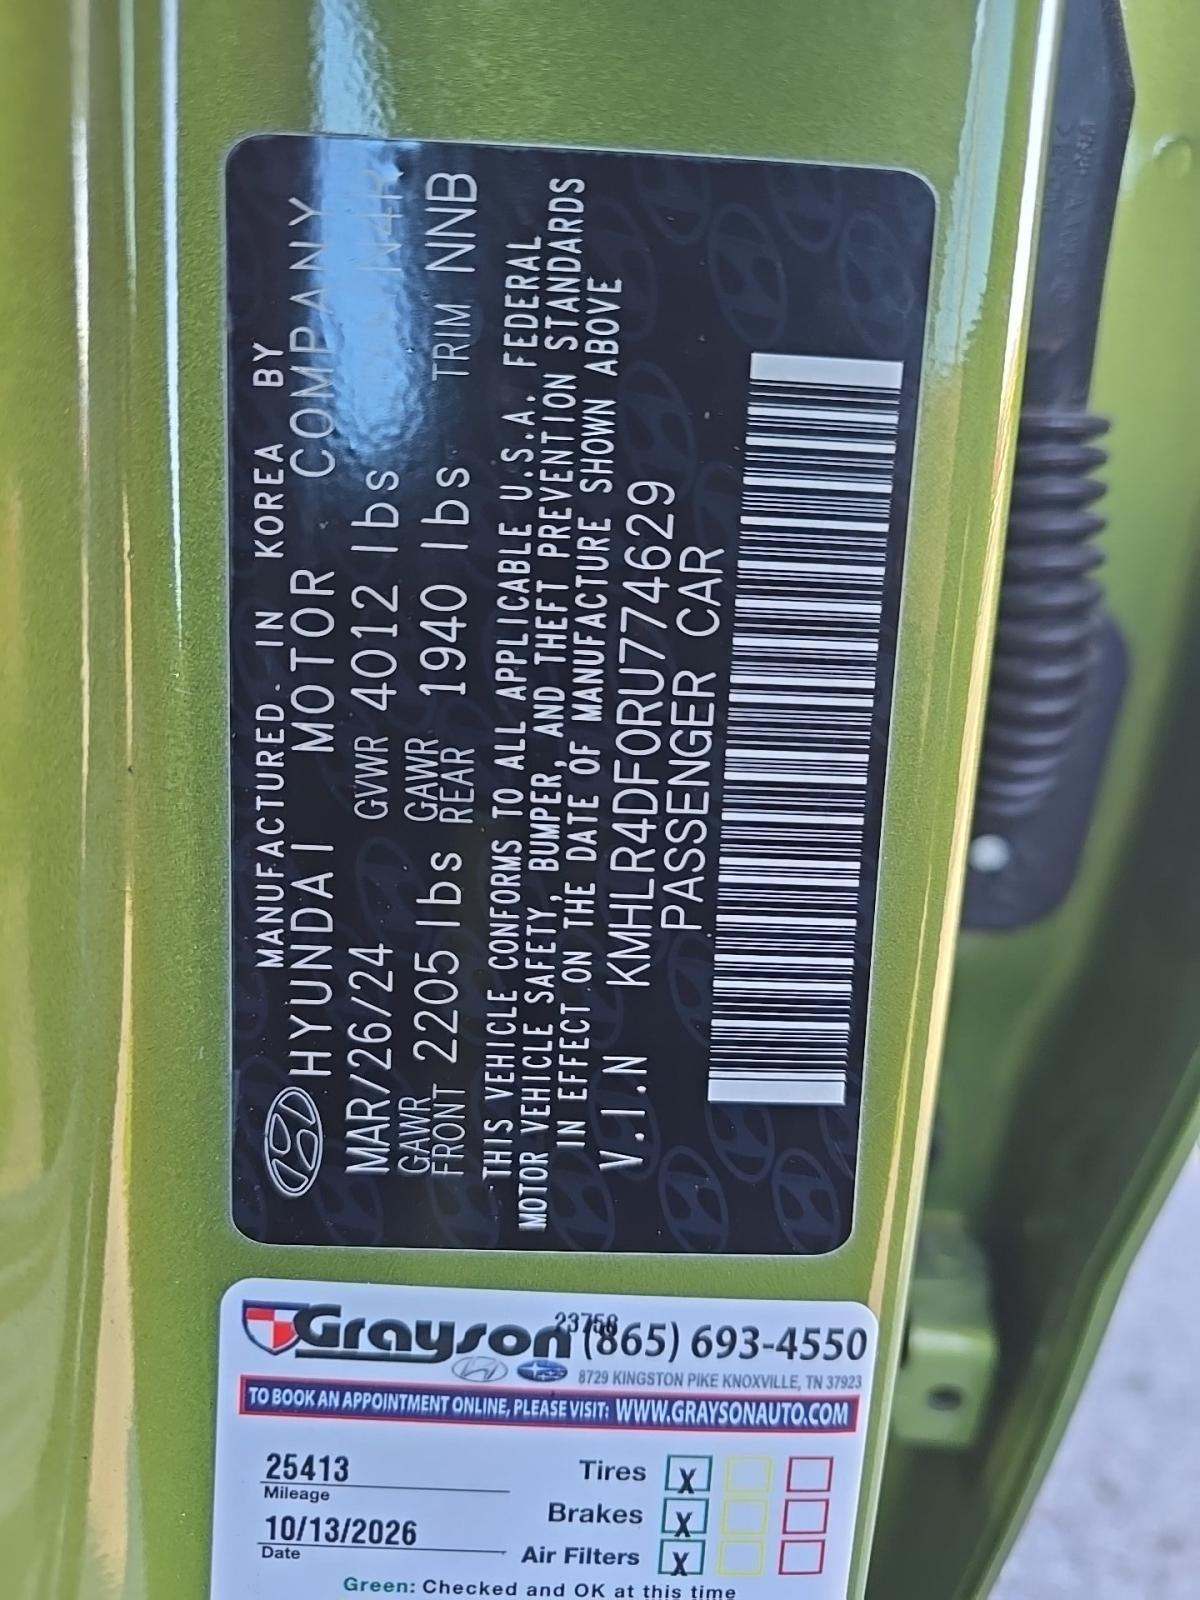 MANUFACTURED IN KOREA BY
HYUNDAI MOTOR COMPANY
MAR/26/24 GVWR 4012 lbs N4R
GAWR FRONT 2205 lbs GAWR REAR 1940 lbs TRIM NNB
THIS VEHICLE CONFORMS TO ALL APPLICABLE U.S.A. FEDERAL
MOTOR VEHICLE SAFETY, BUMPER, AND THEFT PREVENTION STANDARDS
IN EFFECT ON THE DATE OF MANUFACTURE SHOWN ABOVE
V.I.N KMHLR4DF0RU774629
PASSENGER CAR
Grayson (865) 693-4550
8729 KINGSTON PIKE KNOXVILLE, TN 37923
TO BOOK AN APPOINTMENT ONLINE, PLEASE VISIT: WWW.GRAYSONAUTO.COM
25413 Tires X
Mileage
Brakes X
10/13/2026
Date Air Filters X
Green: Checked and OK at this time